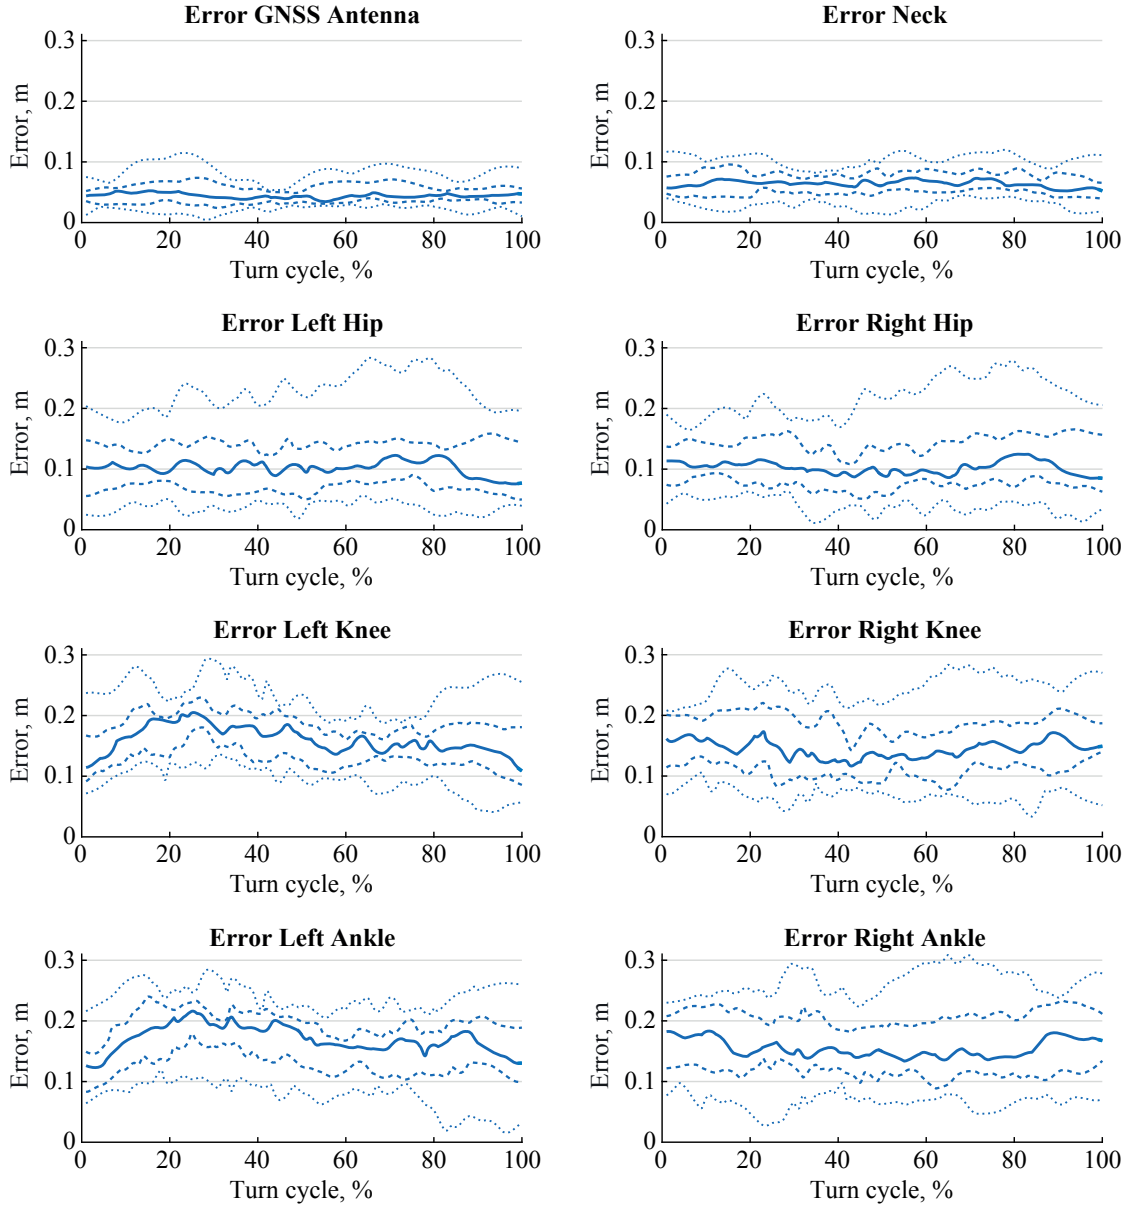 Error GNSS Antenna
0.3
0.2
0.1
0
Error, m
0 20 40 60 80 100
Turn cycle, %
Error Neck
0.3
0.2
0.1
0
Error, m
0 20 40 60 80 100
Turn cycle, %
Error Left Hip
0.3
0.2
0.1
0
Error, m
0 20 40 60 80 100
Turn cycle, %
Error Right Hip
0.3
0.2
0.1
0
Error, m
0 20 40 60 80 100
Turn cycle, %
Error Left Knee
0.3
0.2
0.1
0
Error, m
0 20 40 60 80 100
Turn cycle, %
Error Right Knee
0.3
0.2
0.1
0
Error, m
0 20 40 60 80 100
Turn cycle, %
Error Left Ankle
0.3
0.2
0.1
0
Error, m
0 20 40 60 80 100
Turn cycle, %
Error Right Ankle
0.3
0.2
0.1
0
Error, m
0 20 40 60 80 100
Turn cycle, %